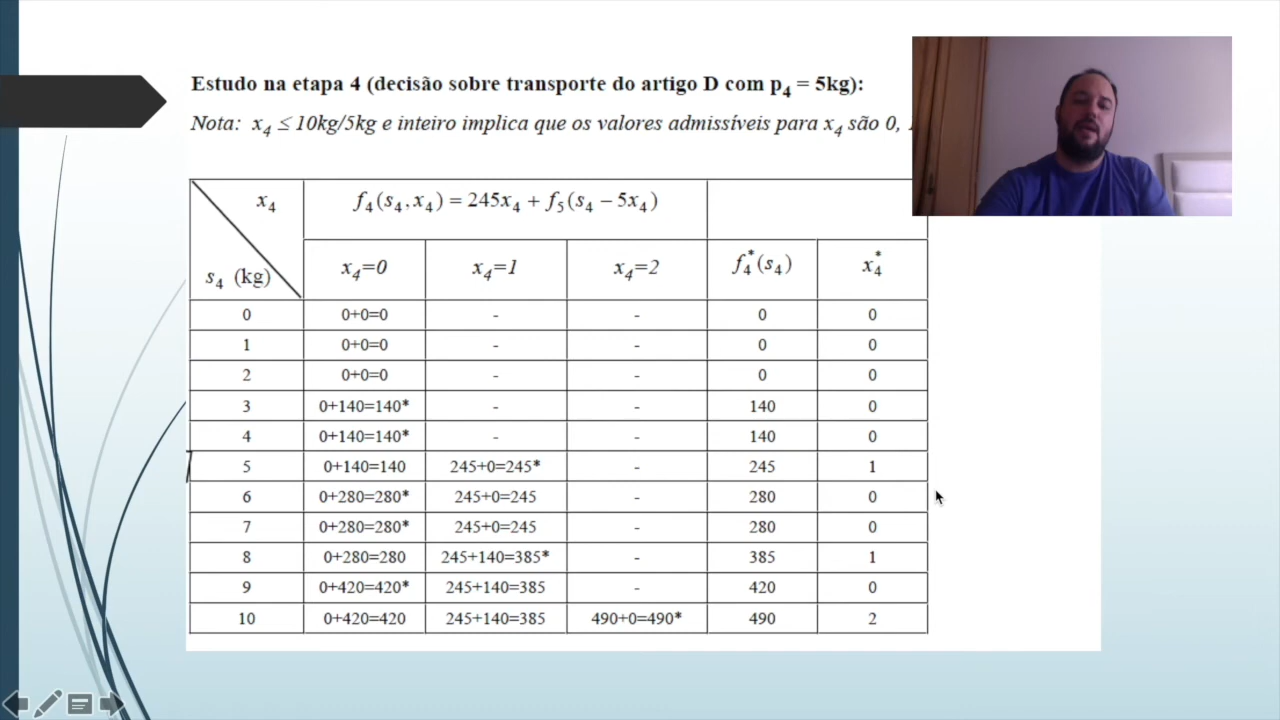 Estudo na etapa 4 (decisão sobre transporte do artigo D com p₄ = 5kg):
Nota: x₄ ≤ 10kg/5kg e inteiro implica que os valores admissíveis para x₄ são 0,
x₄ f₄(s₄,x₄) = 245x₄ + f₅(s₄ − 5x₄)
s₄ (kg) x₄=0 x₄=1 x₄=2 f₄*(s₄) x₄*
0 0+0=0 - - 0 0
1 0+0=0 - - 0 0
2 0+0=0 - - 0 0
3 0+140=140* - - 140 0
4 0+140=140* - - 140 0
5 0+140=140 245+0=245* - 245 1
6 0+280=280* 245+0=245 - 280 0
7 0+280=280* 245+0=245 - 280 0
8 0+280=280 245+140=385* - 385 1
9 0+420=420* 245+140=385 - 420 0
10 0+420=420 245+140=385 490+0=490* 490 2